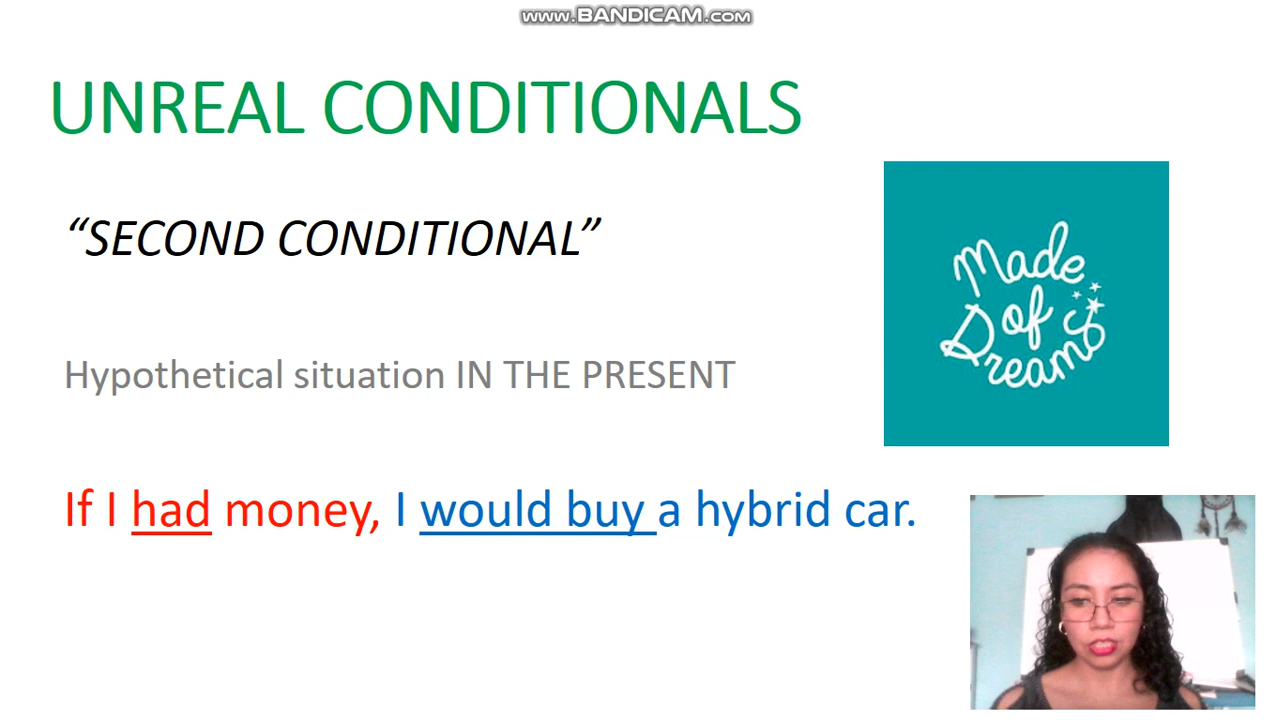 www.BANDICAM.com
UNREAL CONDITIONALS
“SECOND CONDITIONAL”
Made
of
Dreams
Hypothetical situation IN THE PRESENT
If I had money, I would buy a hybrid car.